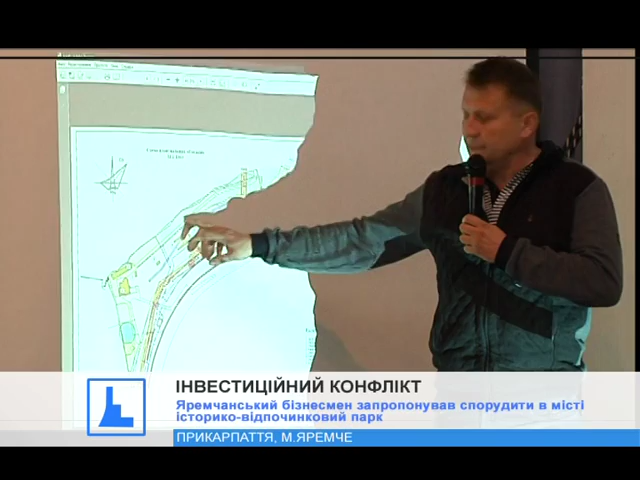 ІНВЕСТИЦІЙНИЙ КОНФЛІКТ
Яремчанський бізнесмен запропонував спорудити в місті
історико-відпочинковий парк
ПРИКАРПАТТЯ, М.ЯРЕМЧЕ